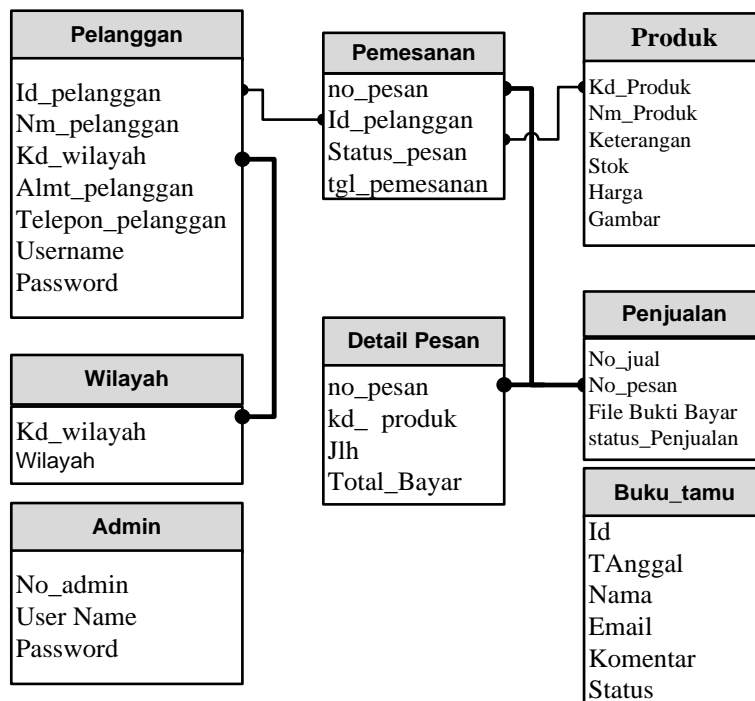 Pelanggan
Id_pelanggan
Nm_pelanggan
Kd_wilayah
Almt_pelanggan
Telepon_pelanggan
Username
Password
Pemesanan
no_pesan
Id_pelanggan
Status_pesan
tgl_pemesanan
Produk
Kd_Produk
Nm_Produk
Keterangan
Stok
Harga
Gambar
Wilayah
Kd_wilayah
Wilayah
Detail Pesan
no_pesan
kd_ produk
Jlh
Total_Bayar
Penjualan
No_jual
No_pesan
File Bukti Bayar
status_Penjualan
Admin
No_admin
User Name
Password
Buku_tamu
Id
TAnggal
Nama
Email
Komentar
Status